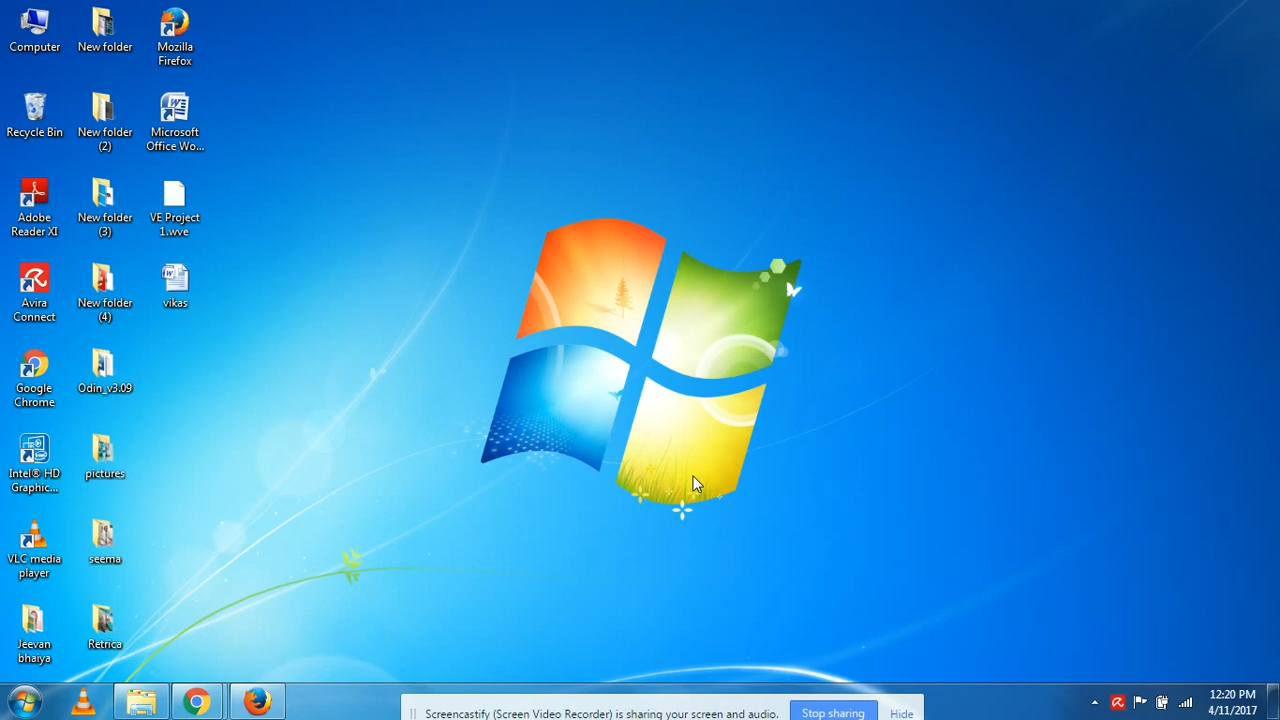 Computer
New folder
Mozilla
Firefox
Recycle Bin
New folder
(2)
Microsoft
Office Wo...
Adobe
Reader XI
New folder
(3)
VE Project
1.wve
Avira
Connect
New folder
(4)
vikas
Google
Chrome
Odin_v3.09
Intel® HD
Graphic...
pictures
VLC media
player
seema
Jeevan
bhaiya
Retrica
Screencastify (Screen Video Recorder) is sharing your screen and audio.
Stop sharing
Hide
12:20 PM
4/11/2017